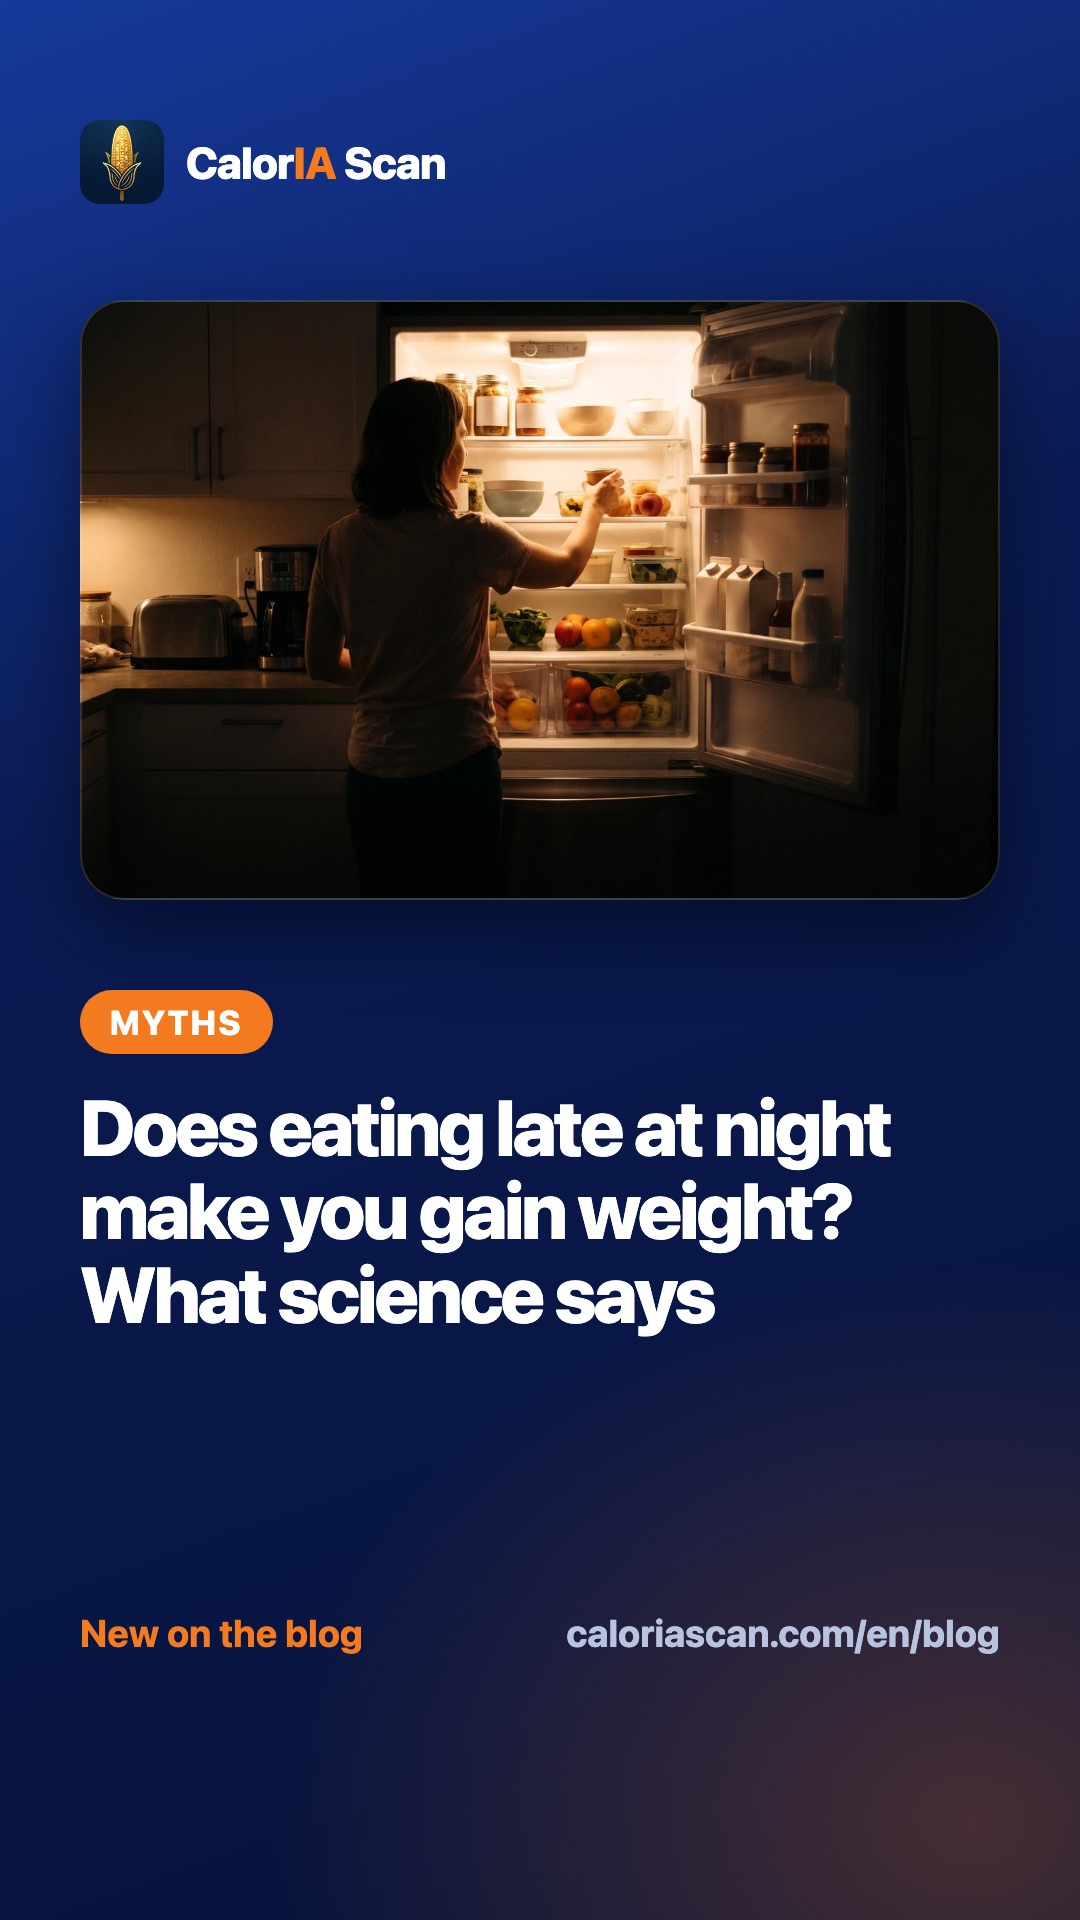 CalorIA Scan
MYTHS
Does eating late at night
make you gain weight?
What science says
New on the blog
caloriascan.com/en/blog